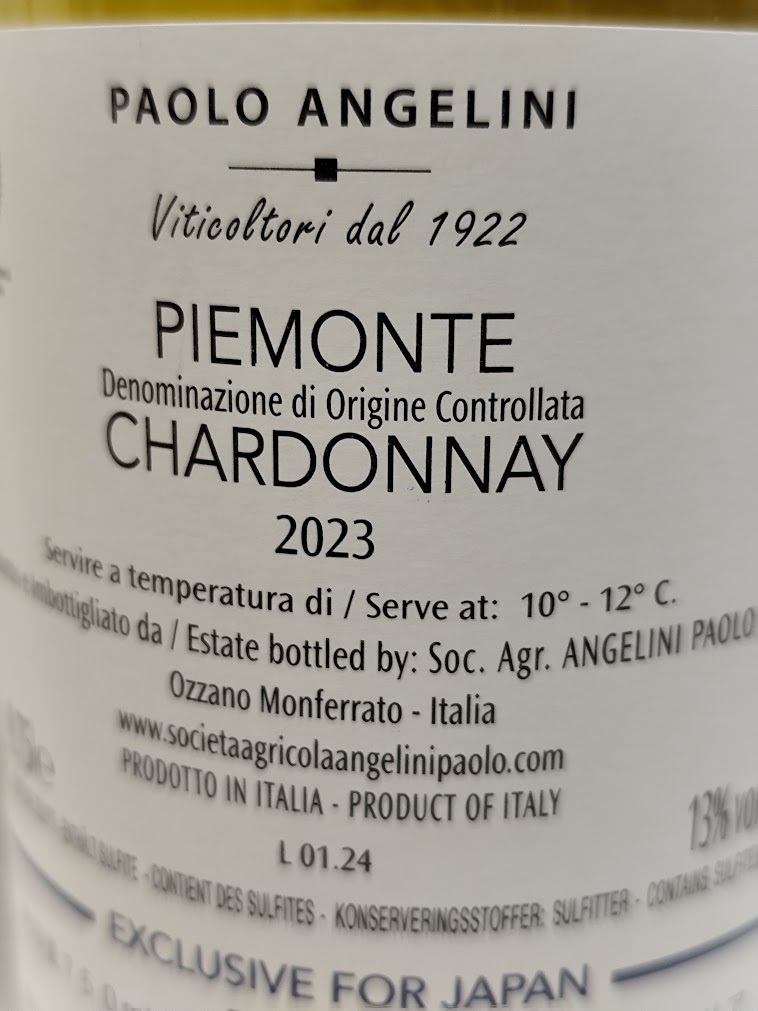 PAOLO ANGELINI
Viticoltori dal 1922
PIEMONTE
Denominazione di Origine Controllata
CHARDONNAY
2023
Servire a temperatura di / Serve at: 10° - 12° C.
imbottigliato da / Estate bottled by: Soc. Agr. ANGELINI PAOLO
Ozzano Monferrato - Italia
www.societaagricolaangelinipaolo.com
PRODOTTO IN ITALIA - PRODUCT OF ITALY
13% vol
L 01.24
- CONTIENT DES SULFITES - KONSERVERINGSSTOFFER: SULFITTER - CONTAINS
EXCLUSIVE FOR JAPAN